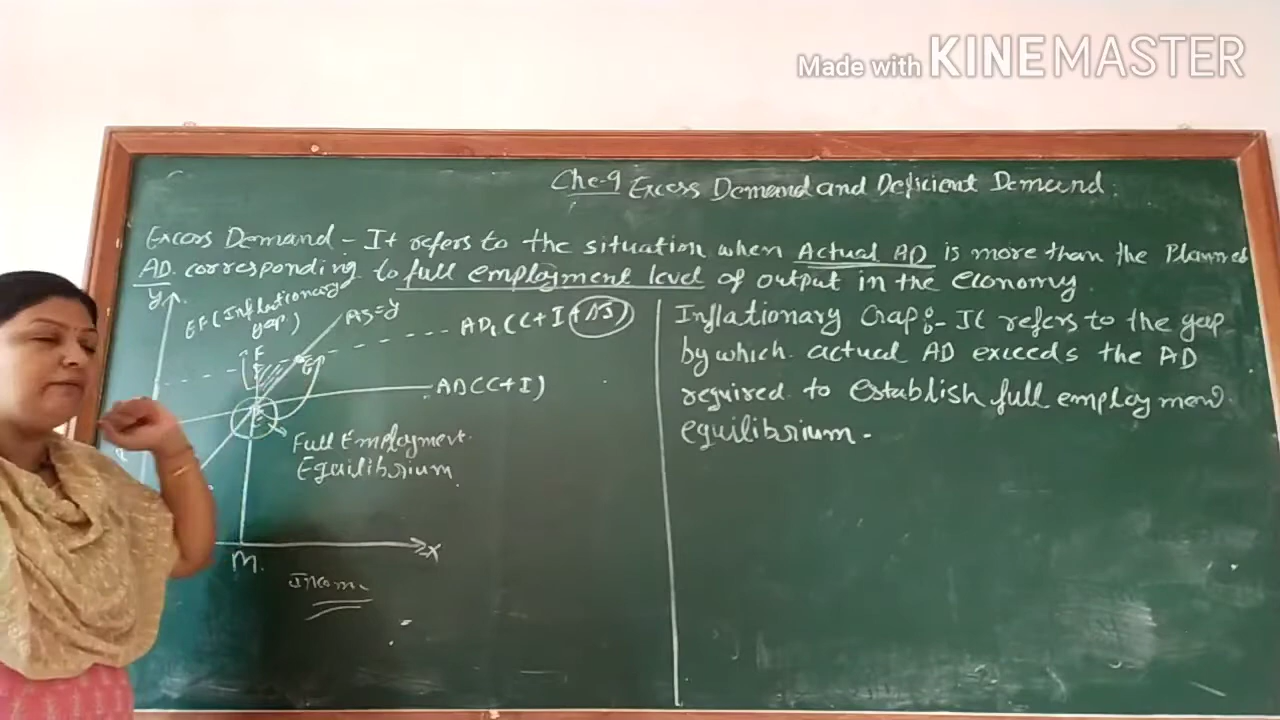 Made with KINEMASTER
Che-9 Excess Demand and Deficient Demand
Excess Demand - It refers to the situation when Actual AD is more than the Planned
AD corresponding to full employment level of output in the economy.
y
EF (Inflationary
gap)
AS=y
AD₁ (C+I+
F
AD (C+I)
E
Full Employment
Equilibrium
M
X
Inflationary Gap:- It refers to the gap
by which actual AD exceeds the AD
required to establish full employment
equilibrium.